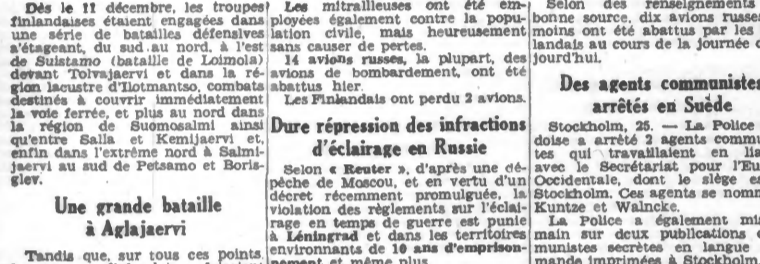 Dès le 11 décembre, les troupes
finlandaises étaient engagées dans
une série de batailles défensives
s'étageant, du sud au nord, à l'est
de Suistamo (bataille de Loimola)
devant Tolvajaervi et dans la ré-
gion lacustre d'Ilotmantso, combats
destinés à couvrir immédiatement
la voie ferrée, et plus au nord dans
la région de Suomosalmi ainsi
qu'entre Salla et Kemijaervi et,
enfin dans l'extrême nord à Salmi-
jaervi au sud de Petsamo et Boris-
glev.
Une grande bataille
à Aglajaervi
Tandis que, sur tous ces points,
Les mitrailleuses ont été em-
ployées également contre la popu-
lation civile, mais heureusement
sans causer de pertes.
14 avions russes, la plupart, des
avions de bombardement, ont été
abattus hier.
Les Finlandais ont perdu 2 avions.
Dure répression des infractions
d'éclairage en Russie
Selon « Reuter », d'après une dé-
pêche de Moscou, et en vertu d'un
décret récemment promulguée, la
violation des règlements sur l'éclai-
rage en temps de guerre est punie
à Léningrad et dans les territoires
environnants de 10 ans d'emprison-
nement et même plus
Selon des renseignements
bonne source, dix avions russes
moins ont été abattus par les
landais au cours de la journée
jourd'hui.
Des agents communistes
arrêtés en Suède
Stockholm, 25. — La Police
doise a arrêté 2 agents commu
tes qui travaillaient en
avec le Secrétariat pour l'Eu
Occidentale, dont le siège
Stockholm. Ces agents se nomm
Kuntze et Walncke.
La Police a également mis
main sur deux publications
munistes secrètes en langue
mande imprimées à Stockholm.